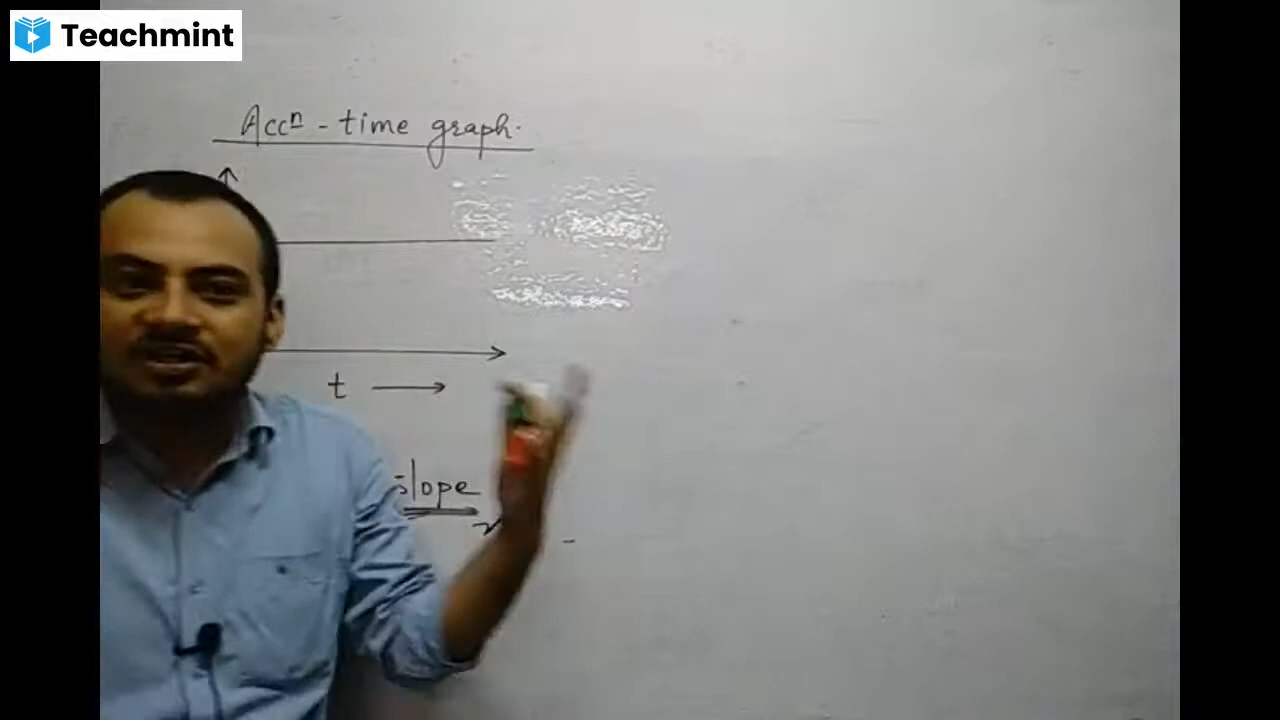 Teachmint
Accn - time graph.
t
slope